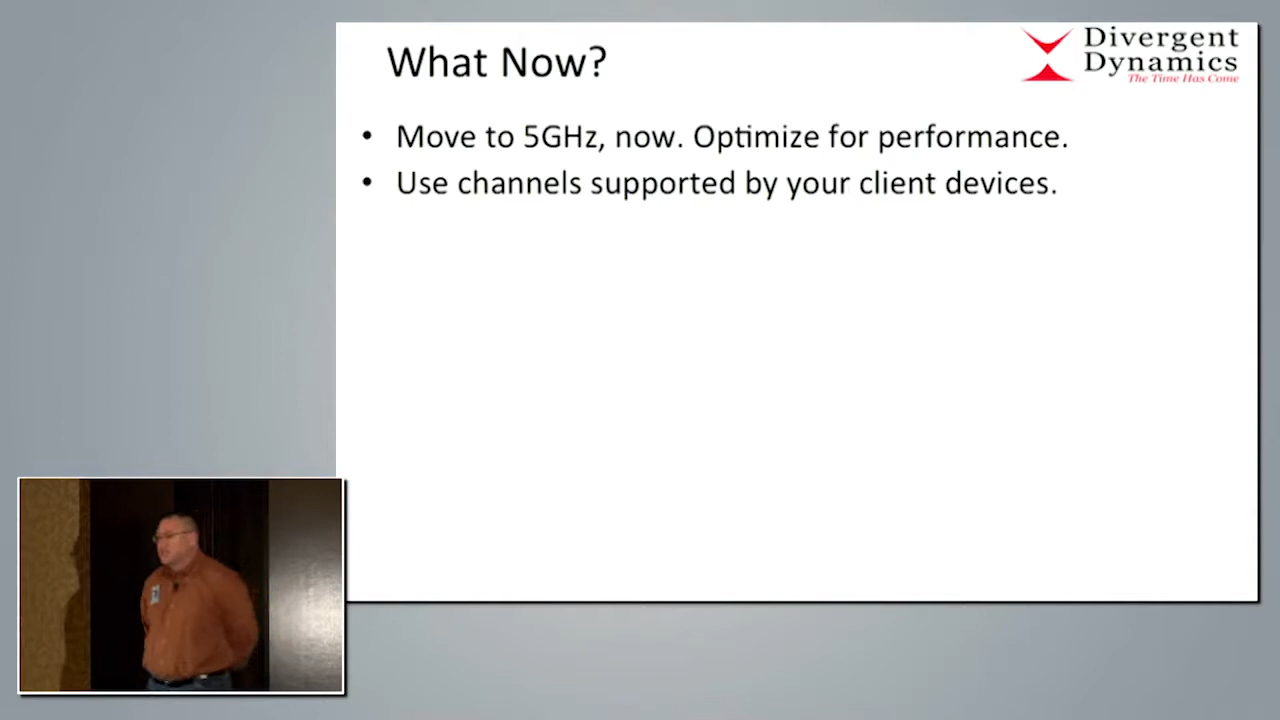 What Now?
Divergent
Dynamics
The Time Has Come
• Move to 5GHz, now. Optimize for performance.
• Use channels supported by your client devices.